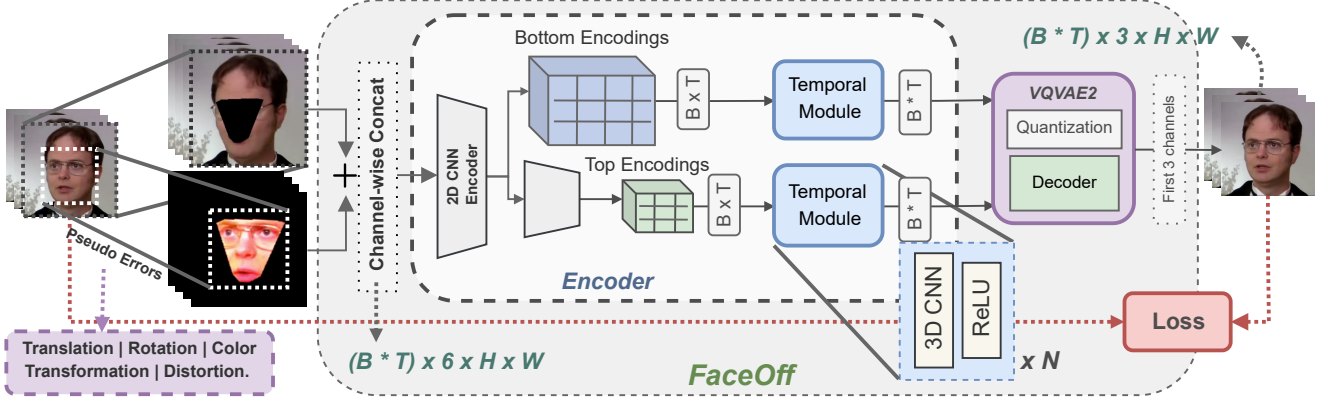 Pseudo Errors
Translation | Rotation | Color
Transformation | Distortion.
+
Channel-wise Concat
(B * T) x 6 x H x W
2D CNN
Encoder
Bottom Encodings
B x T
Temporal
Module
B * T
Top Encodings
B x T
Temporal
Module
B * T
Encoder
3D CNN
ReLU
x N
FaceOff
VQVAE2
Quantization
Decoder
First 3 channels
(B * T) x 3 x H x W
Loss